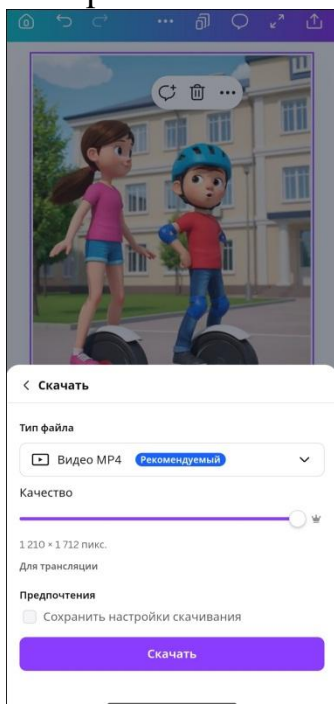 Скачать
Тип файла
Видео MP4 Рекомендуемый
Качество
1 210 × 1 712 пикс.
Для трансляции
Предпочтения
Сохранить настройки скачивания
Скачать